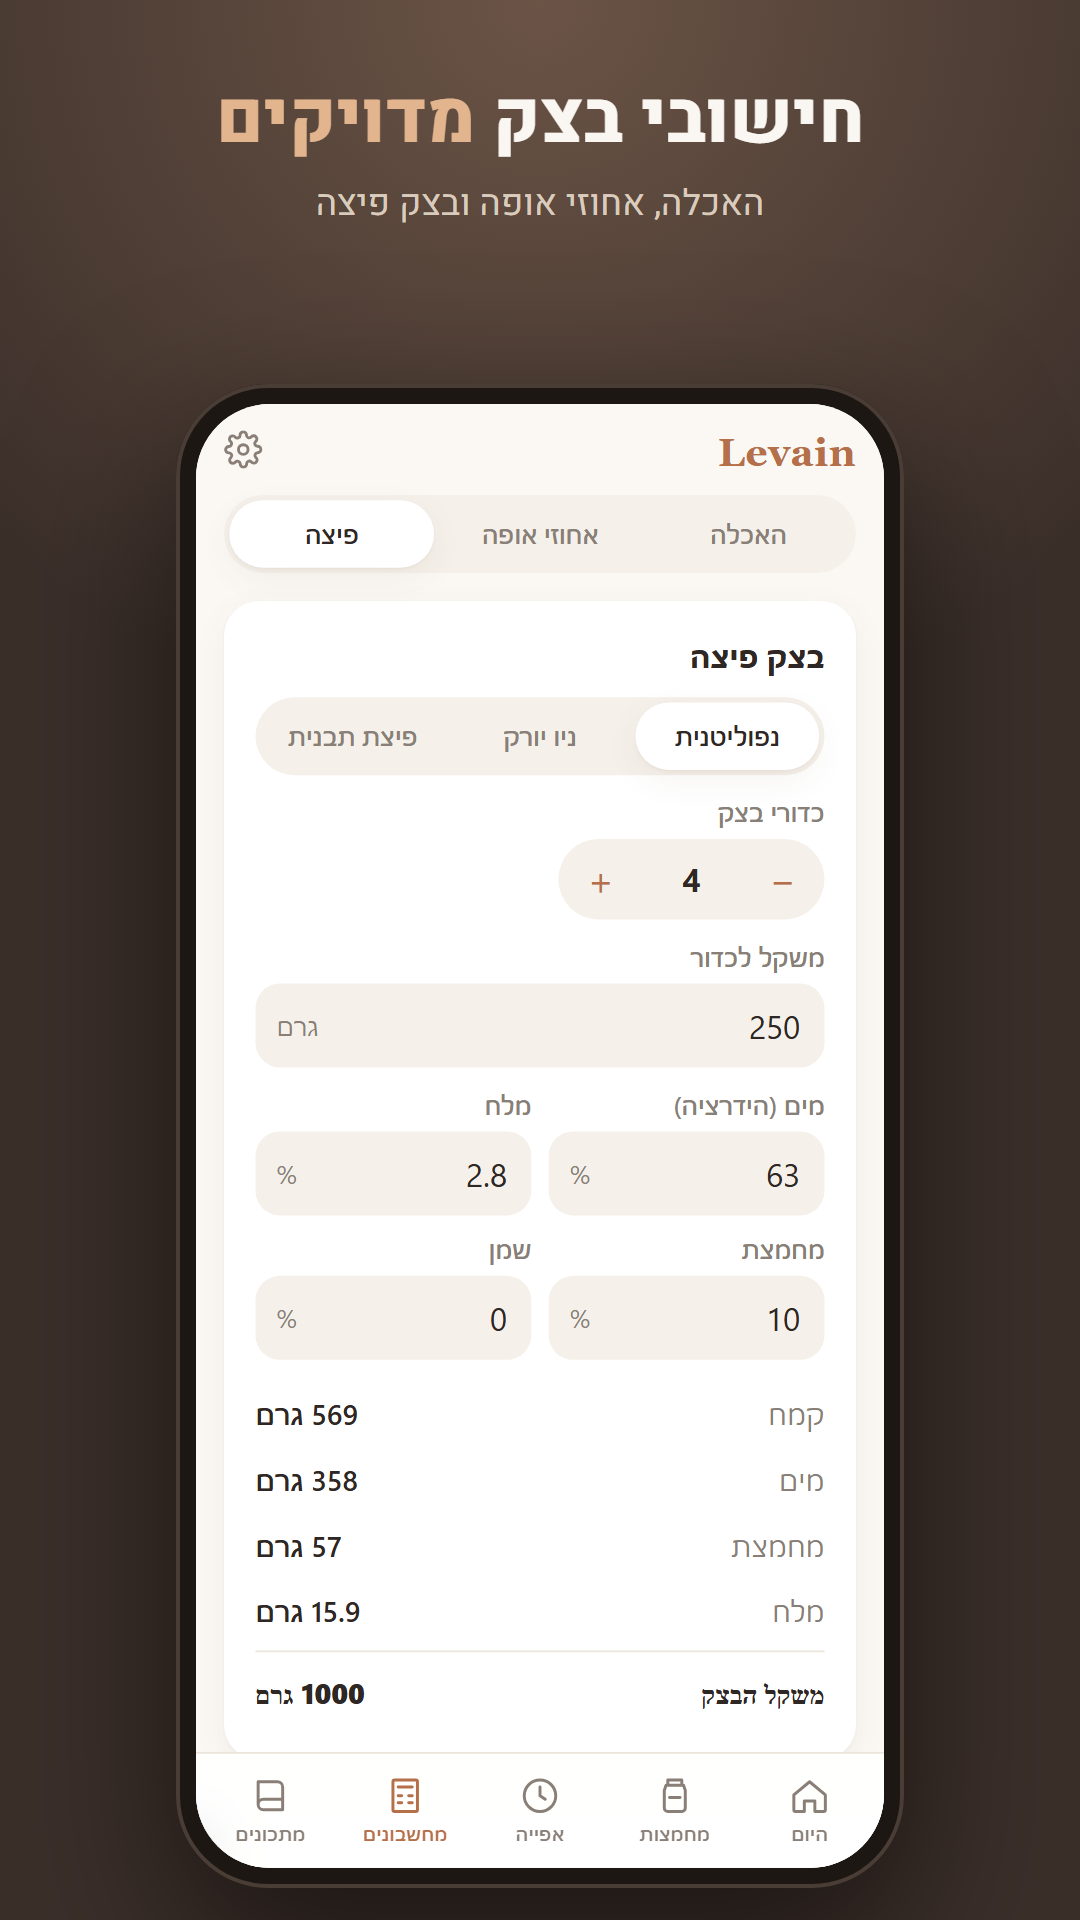 חישובי בצק מדויקים
האכלה, אחוזי אופה ובצק פיצה
Levain
האכלה אחוזי אופה פיצה
בצק פיצה
נפוליטנית ניו יורק פיצת תבנית
כדורי בצק
− 4 +
משקל לכדור
250 גרם
מים (הידרציה) מלח
63 % 2.8 %
מחמצת שמן
10 % 0 %
קמח 569 גרם
מים 358 גרם
מחמצת 57 גרם
מלח 15.9 גרם
משקל הבצק 1000 גרם
היום מחמצות אפייה מחשבונים מתכונים